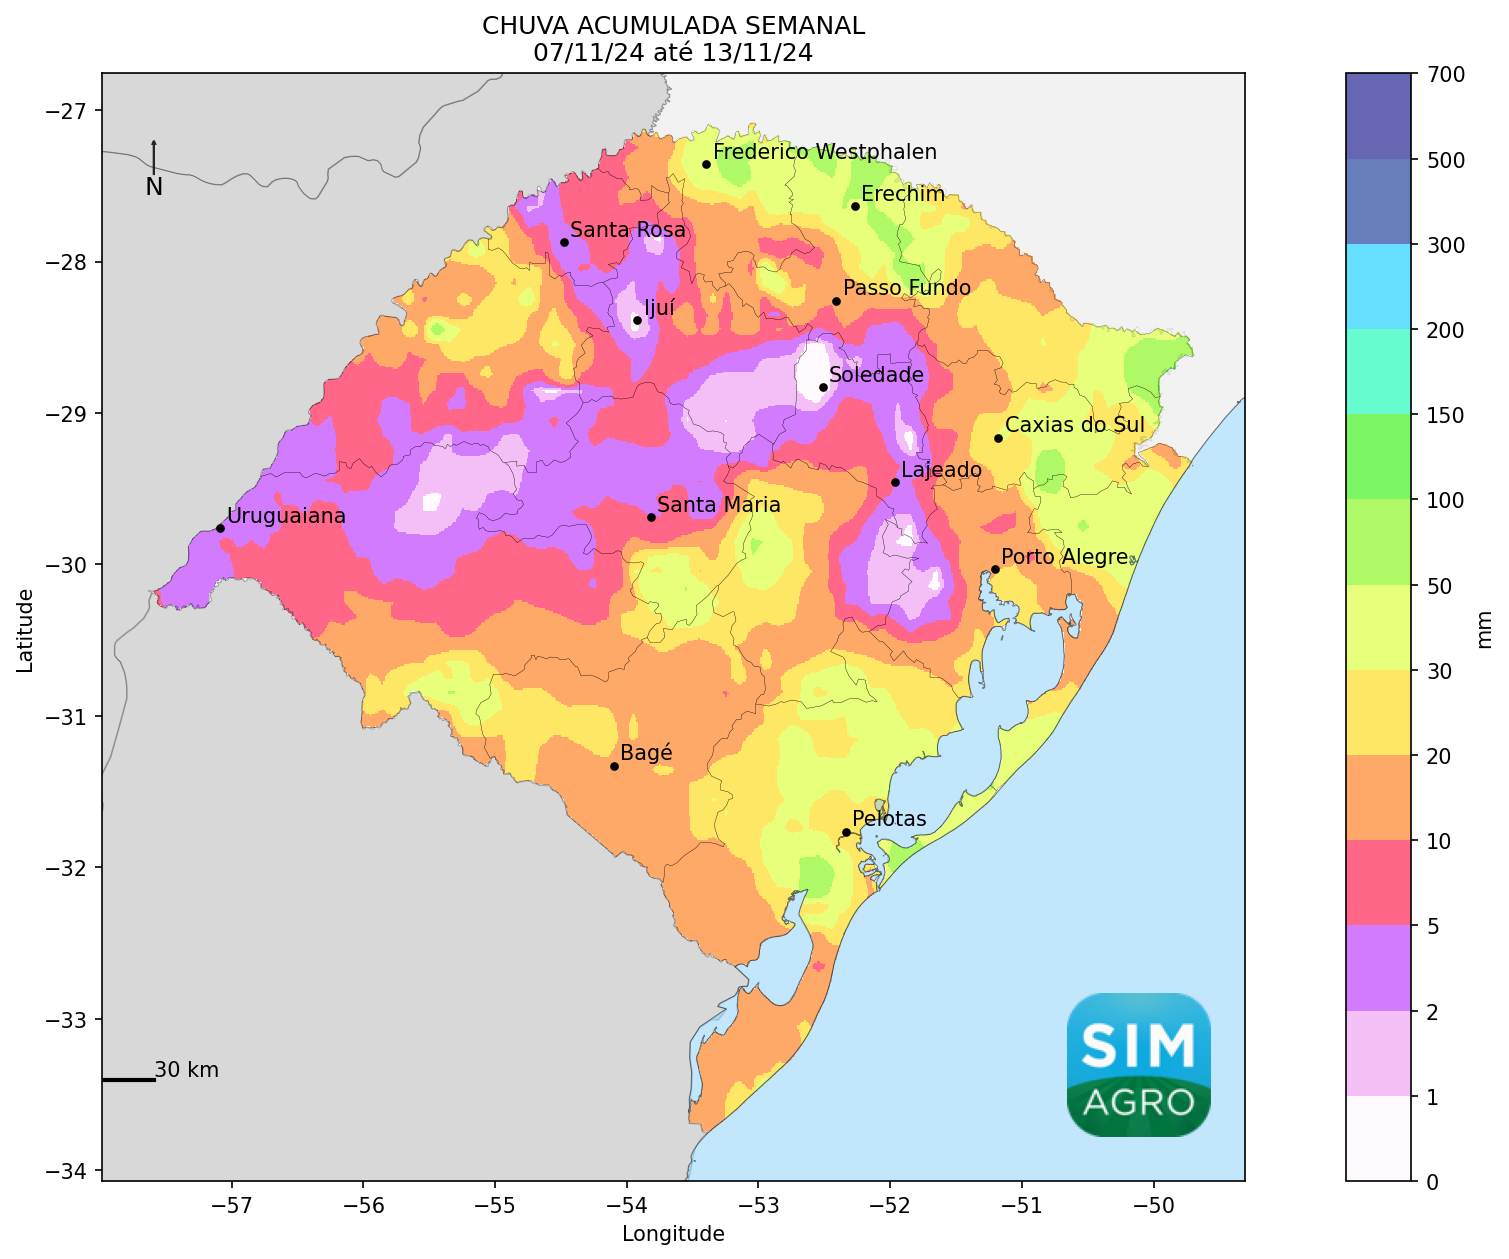 CHUVA ACUMULADA SEMANAL
07/11/24 até 13/11/24
N
Frederico Westphalen
Erechim
Santa Rosa
Passo Fundo
Ijuí
Soledade
Caxias do Sul
Lajeado
Santa Maria
Uruguaiana
Porto Alegre
Bagé
Pelotas
30 km
SIM
AGRO
−27
−28
−29
−30
−31
−32
−33
−34
Latitude
−57
−56
−55
−54
−53
−52
−51
−50
Longitude
700
500
300
200
150
100
50
30
20
10
5
2
1
0
mm